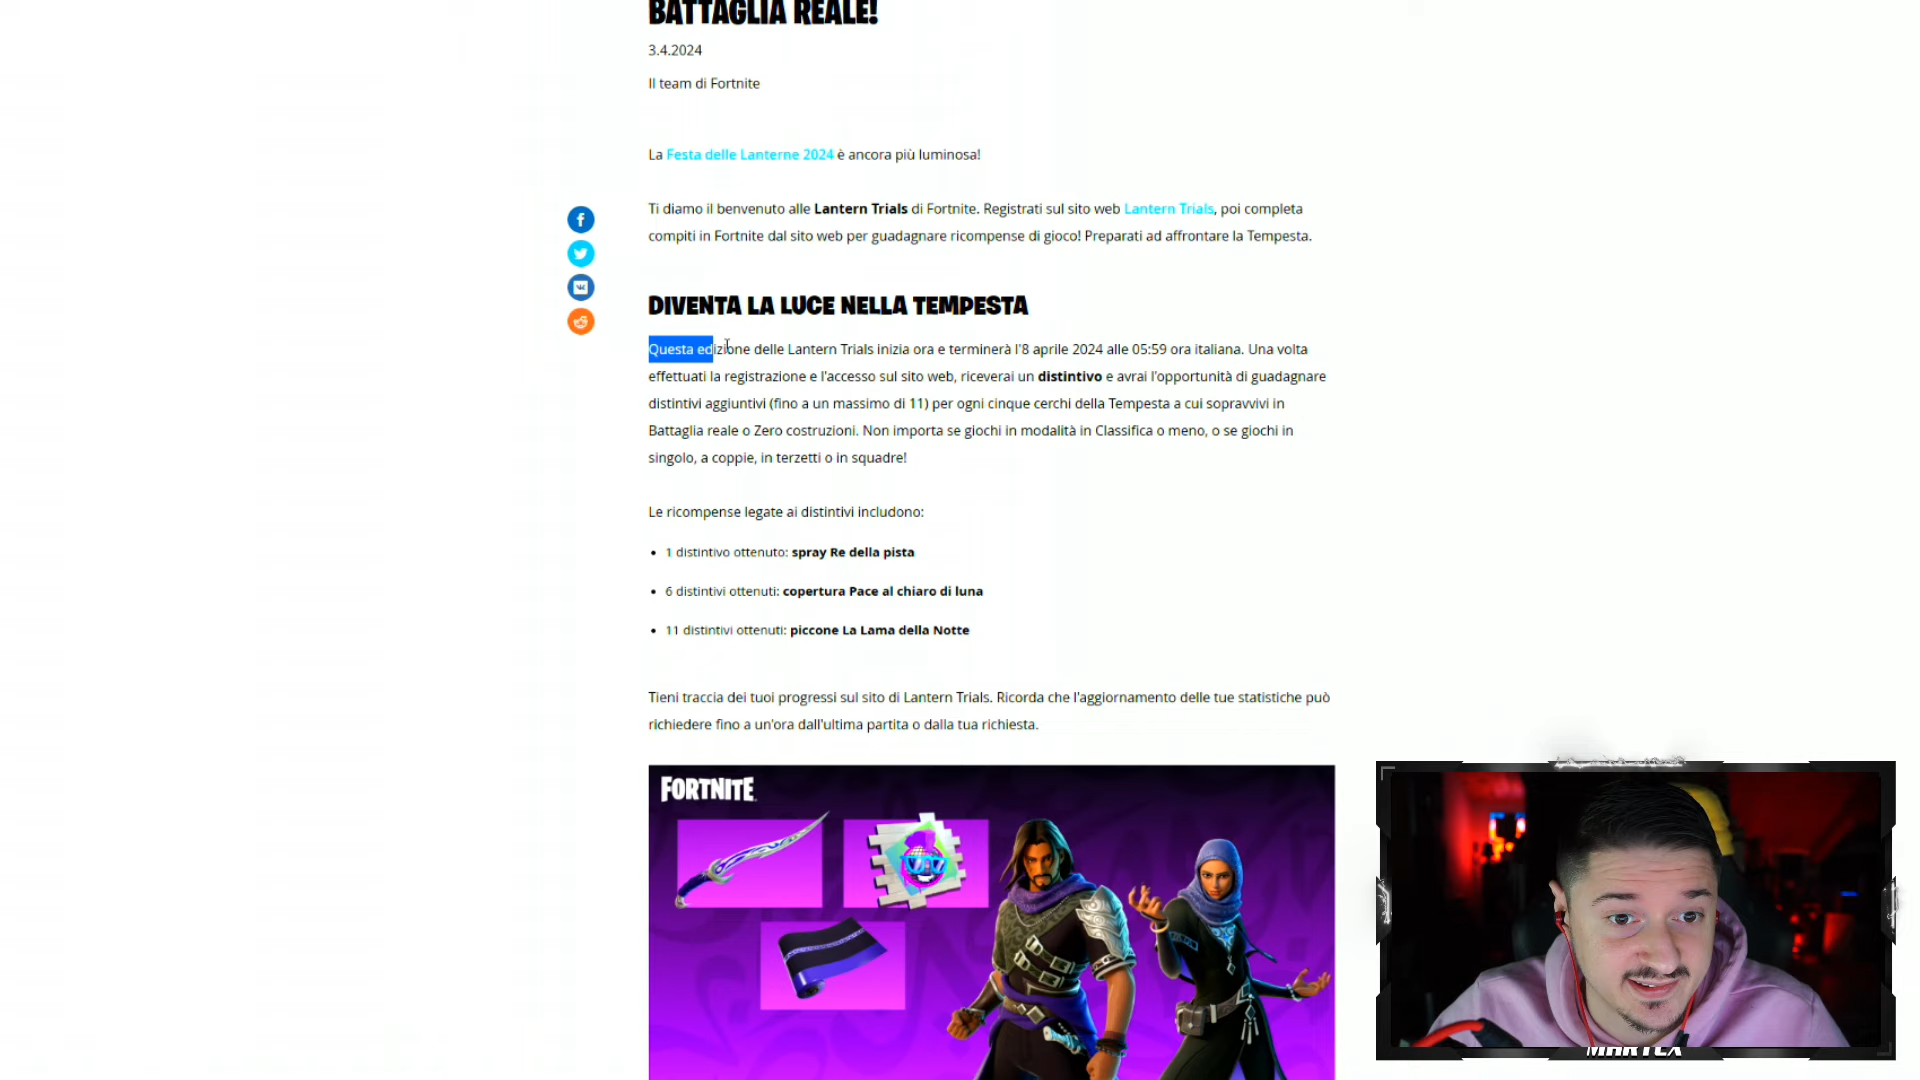 BATTAGLIA REALE!
3.4.2024
Il team di Fortnite
La Festa delle Lanterne 2024 è ancora più luminosa!
Ti diamo il benvenuto alle Lantern Trials di Fortnite. Registrati sul sito web Lantern Trials, poi completa
compiti in Fortnite dal sito web per guadagnare ricompense di gioco! Preparati ad affrontare la Tempesta.
DIVENTA LA LUCE NELLA TEMPESTA
Questa edizione delle Lantern Trials inizia ora e terminerà l'8 aprile 2024 alle 05:59 ora italiana. Una volta
effettuati la registrazione e l'accesso sul sito web, riceverai un distintivo e avrai l'opportunità di guadagnare
distintivi aggiuntivi (fino a un massimo di 11) per ogni cinque cerchi della Tempesta a cui sopravvivi in
Battaglia reale o Zero costruzioni. Non importa se giochi in modalità in Classifica o meno, o se giochi in
singolo, a coppie, in terzetti o in squadre!
Le ricompense legate ai distintivi includono:
• 1 distintivo ottenuto: spray Re della pista
• 6 distintivi ottenuti: copertura Pace al chiaro di luna
• 11 distintivi ottenuti: piccone La Lama della Notte
Tieni traccia dei tuoi progressi sul sito di Lantern Trials. Ricorda che l'aggiornamento delle tue statistiche può
richiedere fino a un'ora dall'ultima partita o dalla tua richiesta.
FORTNITE
MARTEX